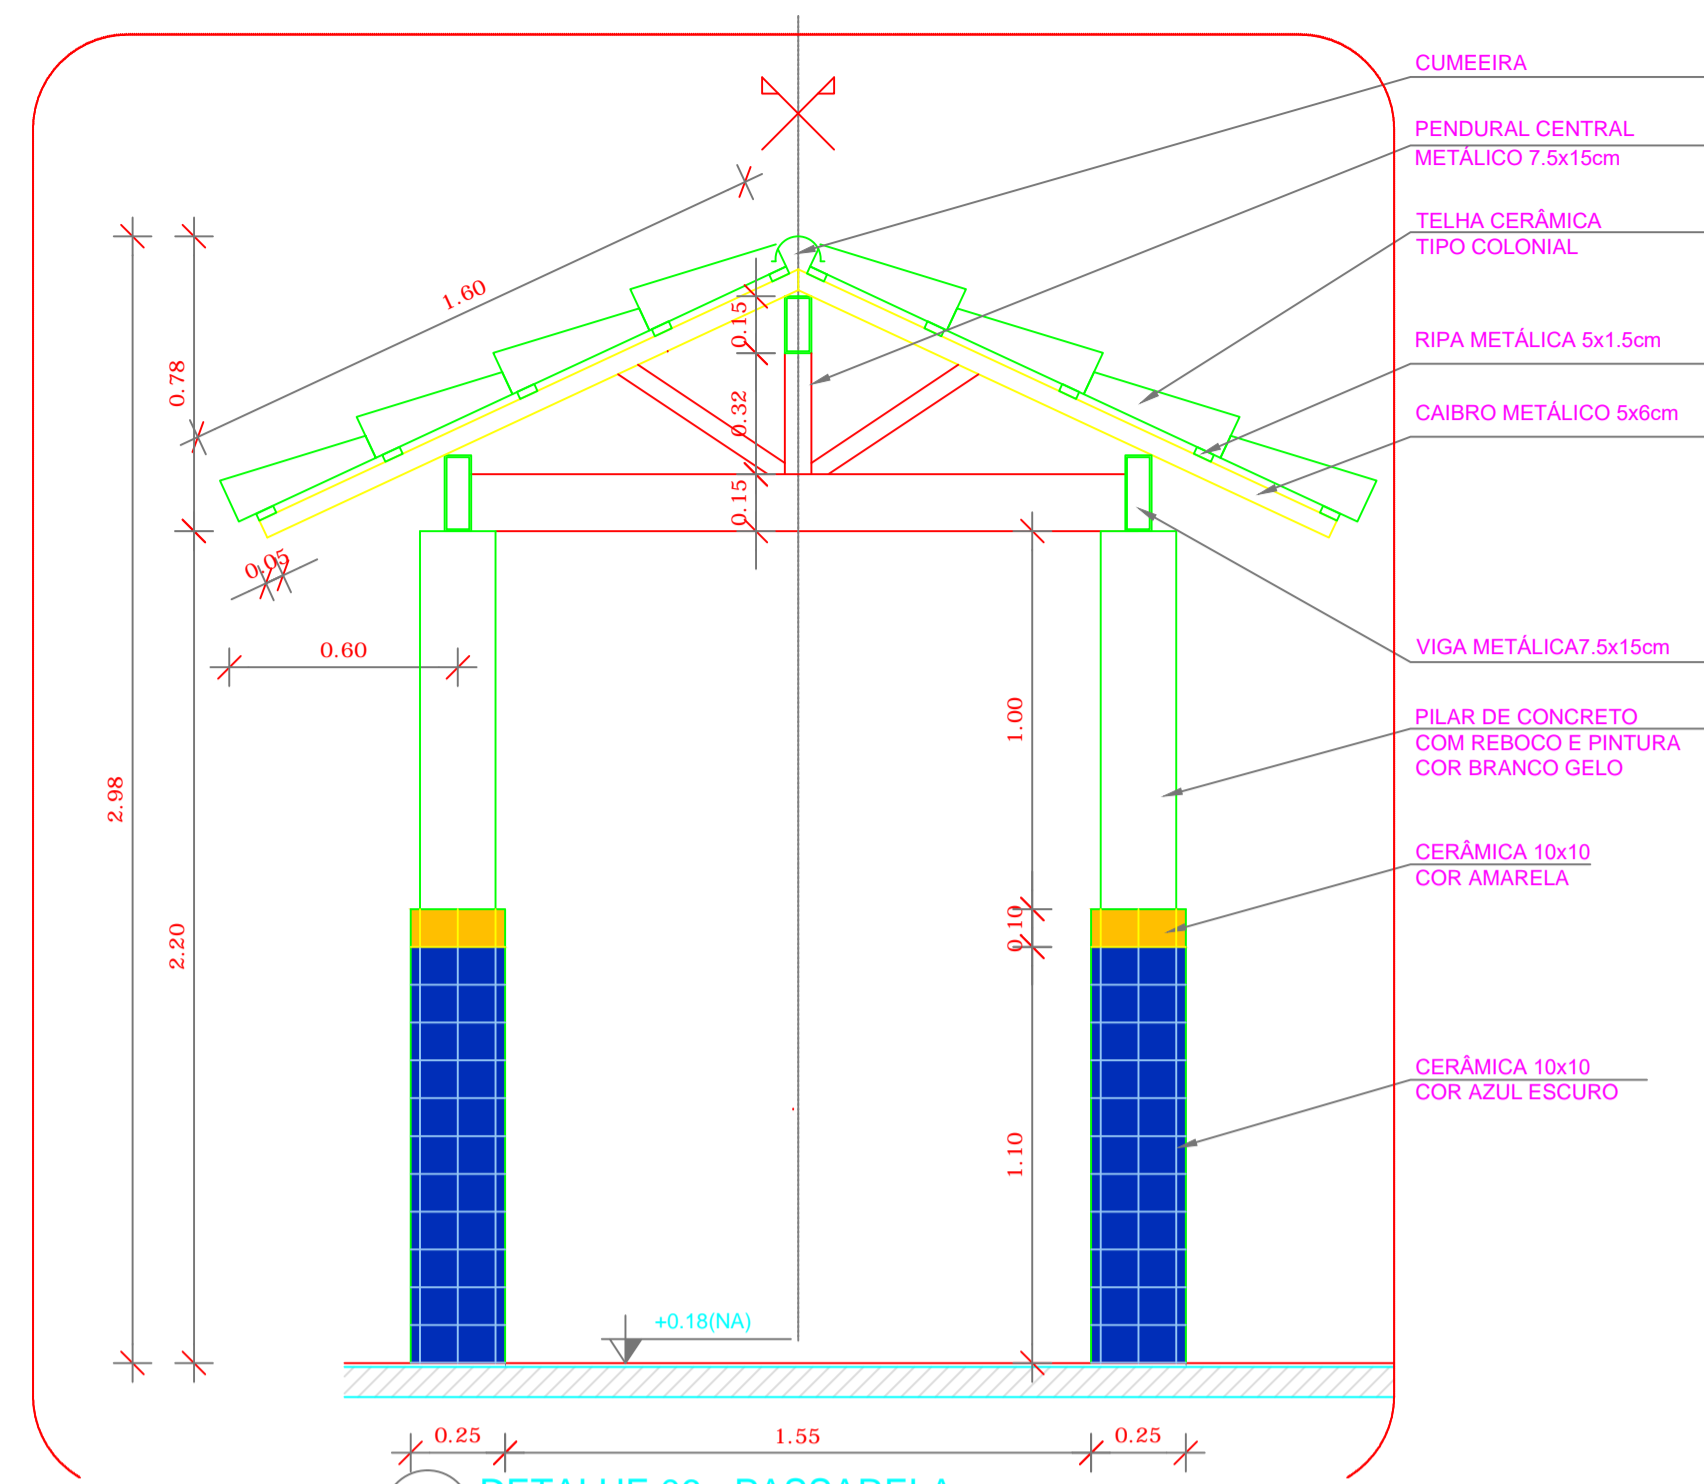 CUMEEIRA
PENDURAL CENTRAL
METÁLICO 7.5x15cm
TELHA CERÂMICA
TIPO COLONIAL
RIPA METÁLICA 5x1.5cm
CAIBRO METÁLICO 5x6cm
VIGA METÁLICA7.5x15cm
PILAR DE CONCRETO
COM REBOCO E PINTURA
COR BRANCO GELO
CERÂMICA 10x10
COR AMARELA
CERÂMICA 10x10
COR AZUL ESCURO
1.60
0.78
0.15
0.32
0.15
0.05
0.60
2.98
2.20
1.00
0.10
1.10
+0.18(NA)
0.25
1.55
0.25